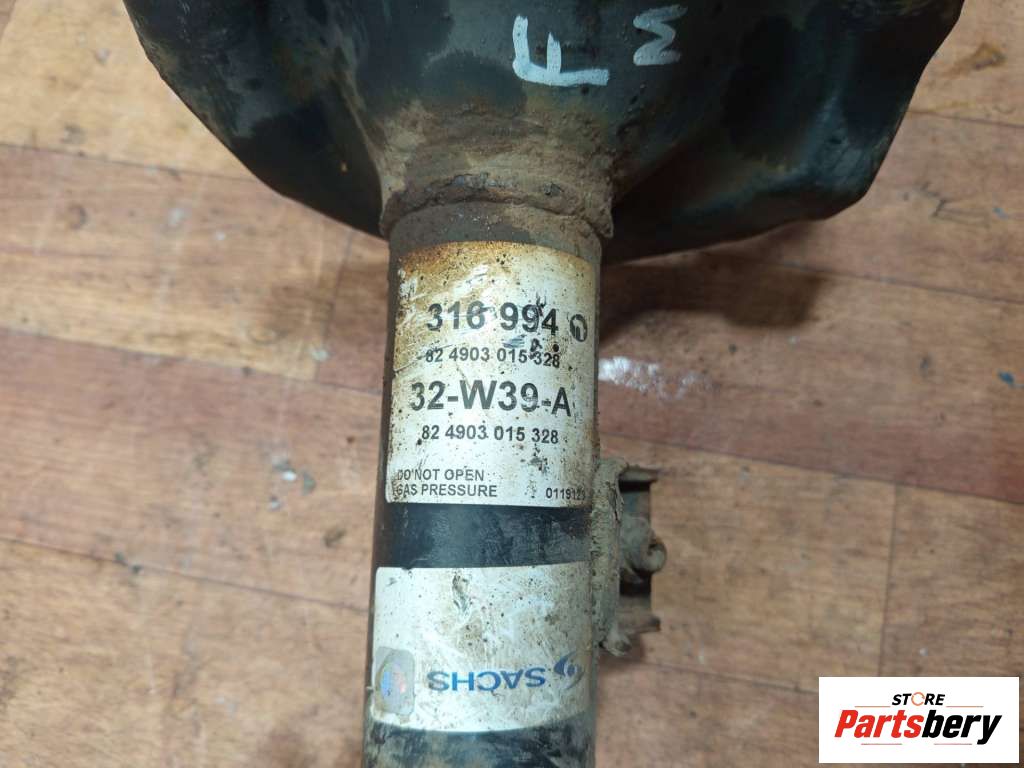 F M
316 994
82 4903 015 328
32-W39-A
82 4903 015 328
DO NOT OPEN
GAS PRESSURE
SACHS
STORE
Partsbery